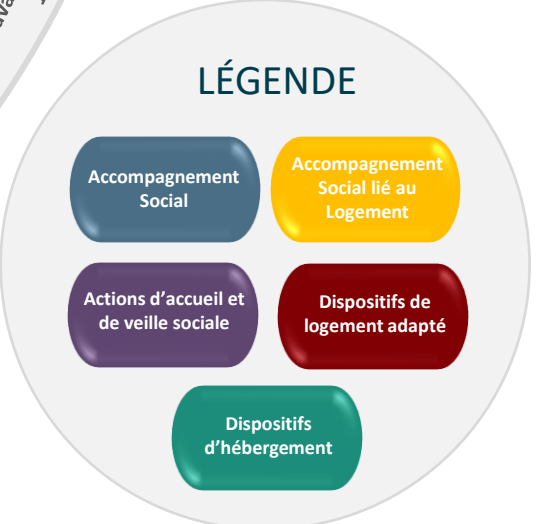 LÉGENDE
Accompagnement
Social
Accompagnement
Social lié au
Logement
Actions d’accueil et
de veille sociale
Dispositifs de
logement adapté
Dispositifs
d’hébergement